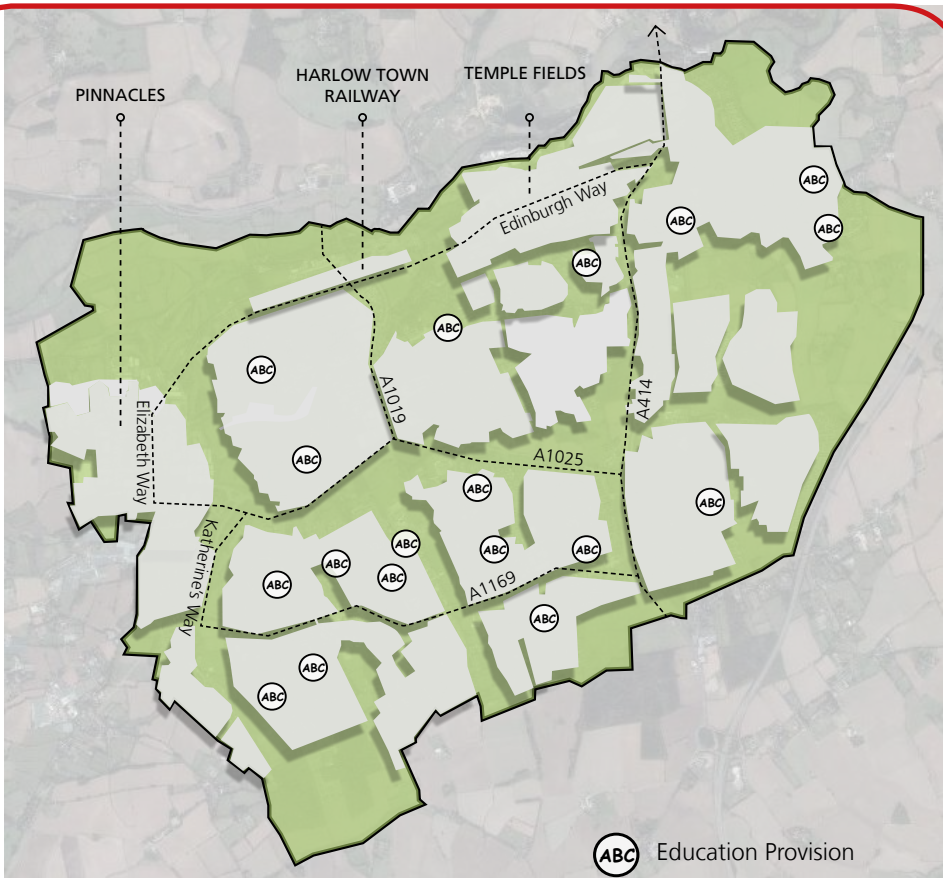 PINNACLES
HARLOW TOWN
RAILWAY
TEMPLE FIELDS
Edinburgh Way
ABC
ABC
ABC
ABC
ABC
ABC
A1019
A414
Elizabeth Way
ABC
A1025
ABC
ABC
Katherine's Way
ABC
ABC
ABC
ABC
ABC
ABC
A1169
ABC
ABC
ABC
ABC Education Provision